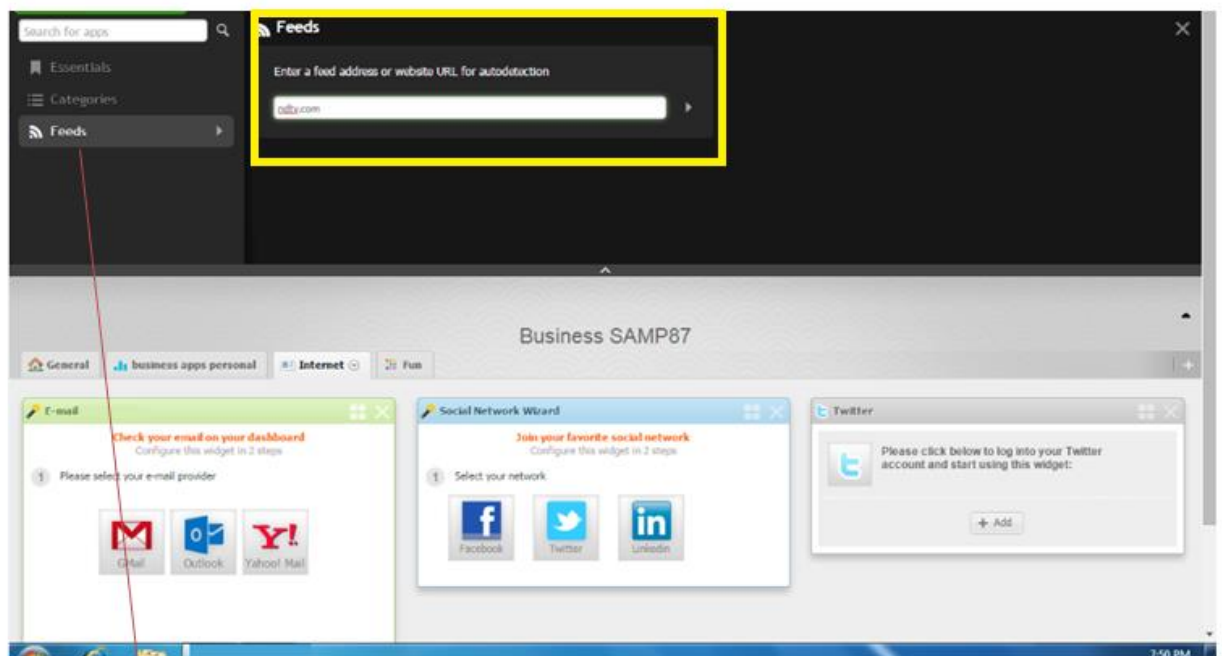 Search for apps
Essentials
Categories
Feeds
Feeds
Enter a feed address or website URL for autodetection
ndtv.com
Business SAMP87
General
business apps personal
Internet
Fun
E-mail
Check your email on your dashboard
Configure this widget in 2 steps
1 Please select your e-mail provider
GMail
Outlook
Yahoo! Mail
Social Network Wizard
Join your favorite social network
Configure this widget in 2 steps
1 Select your network
Facebook
Twitter
LinkedIn
Twitter
Please click below to log into your Twitter
account and start using this widget:
+ Add
7:50 PM